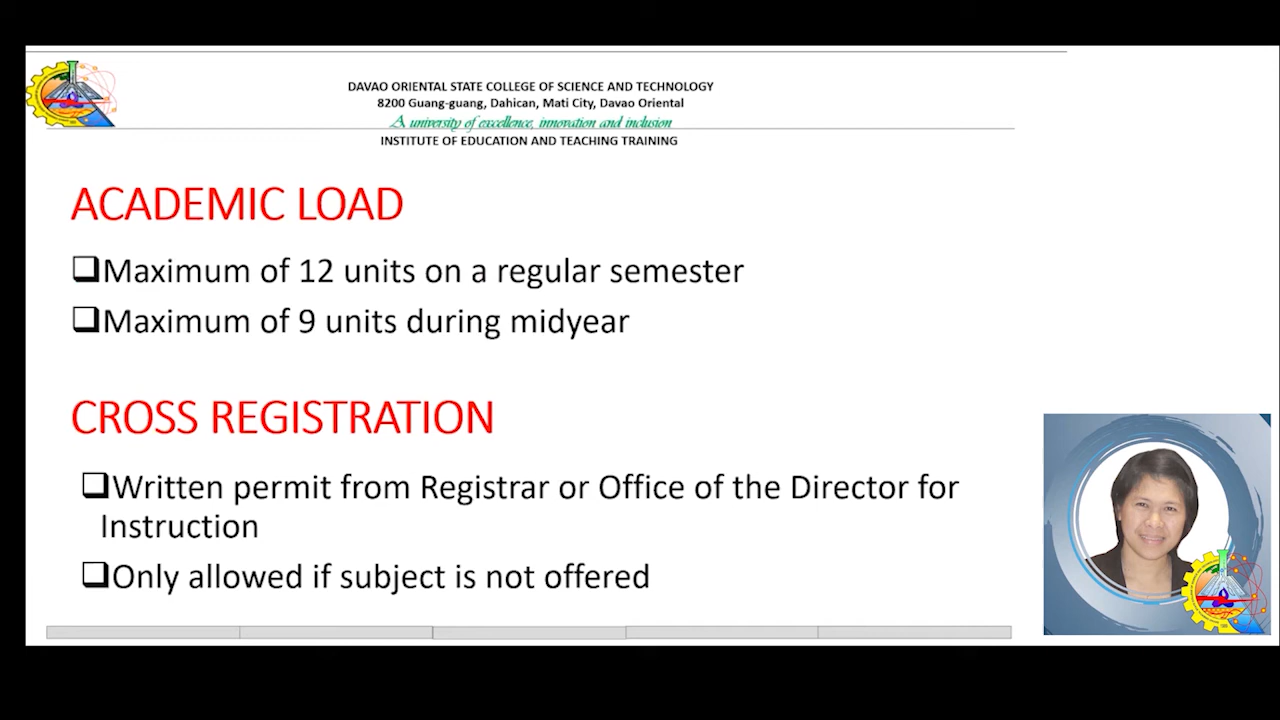 DAVAO ORIENTAL STATE COLLEGE OF SCIENCE AND TECHNOLOGY
8200 Guang-guang, Dahican, Mati City, Davao Oriental
A university of excellence, innovation and inclusion
INSTITUTE OF EDUCATION AND TEACHING TRAINING
ACADEMIC LOAD
Maximum of 12 units on a regular semester
Maximum of 9 units during midyear
CROSS REGISTRATION
Written permit from Registrar or Office of the Director for
Instruction
Only allowed if subject is not offered